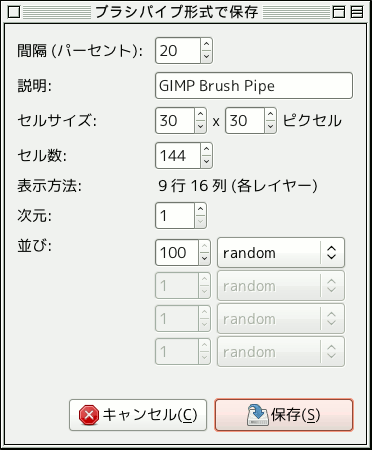 ブラシパイプ形式で保存
間隔 (パーセント): 20
説明: GIMP Brush Pipe
セルサイズ: 30 x 30 ピクセル
セル数: 144
表示方法: 9 行 16 列 (各レイヤー)
次元: 1
並び: 100 random
1 random
1 random
1 random
キャンセル(C) 保存(S)